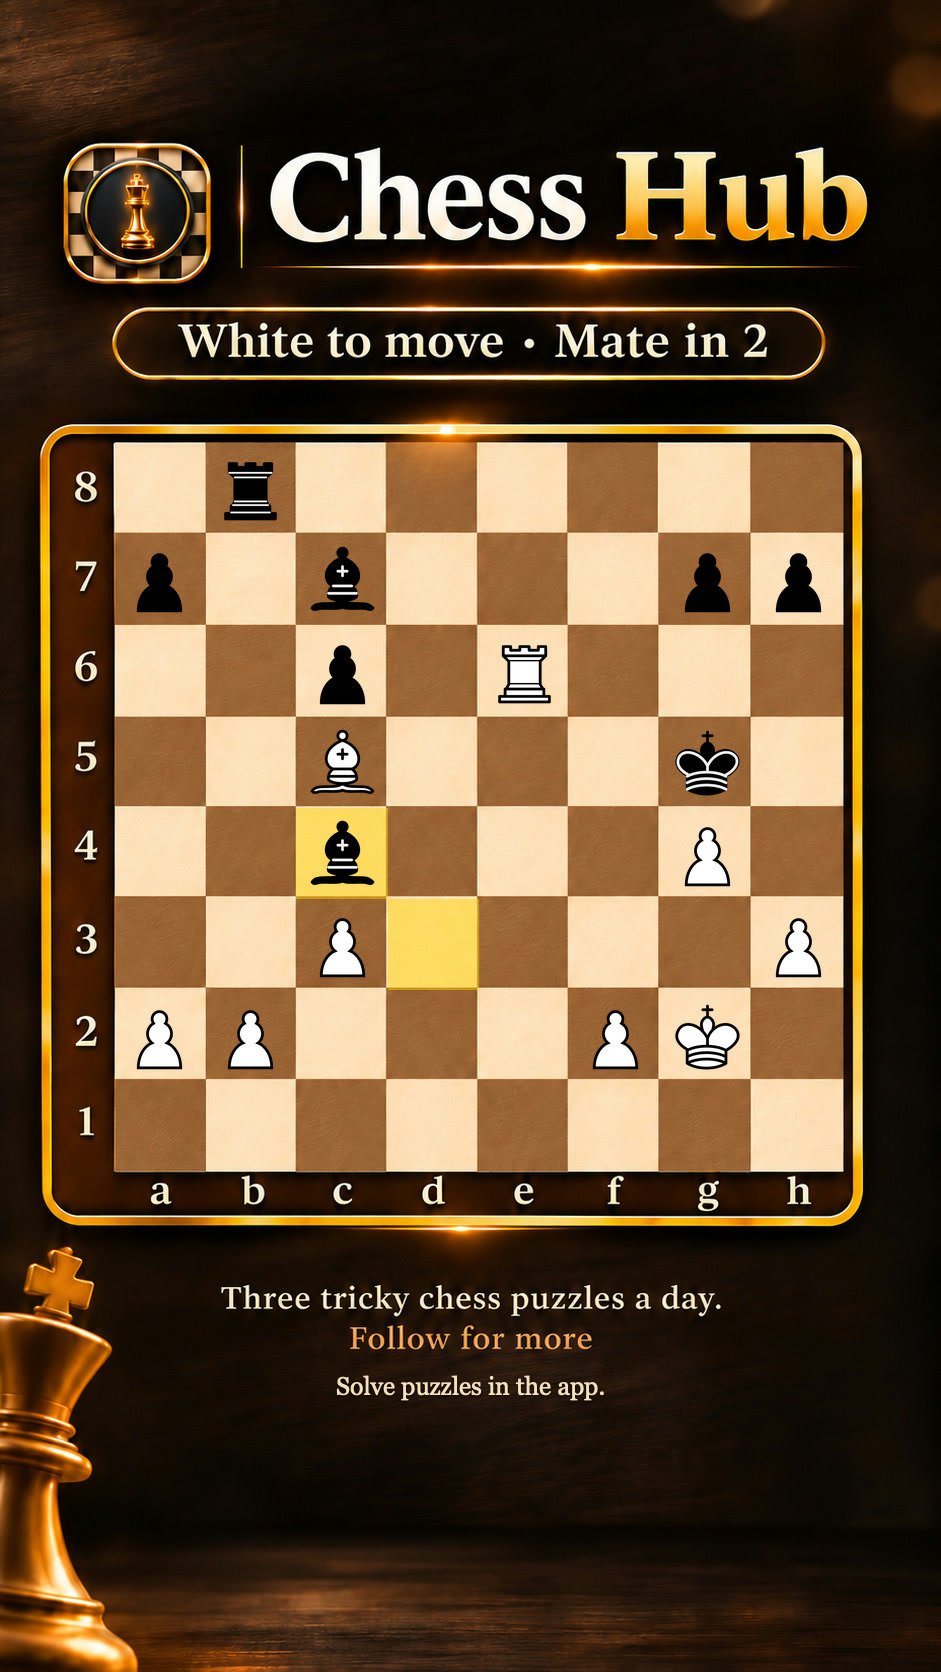 Chess Hub
White to move • Mate in 2
8
7
6
5
4
3
2
1
a b c d e f g h
Three tricky chess puzzles a day.
Follow for more
Solve puzzles in the app.